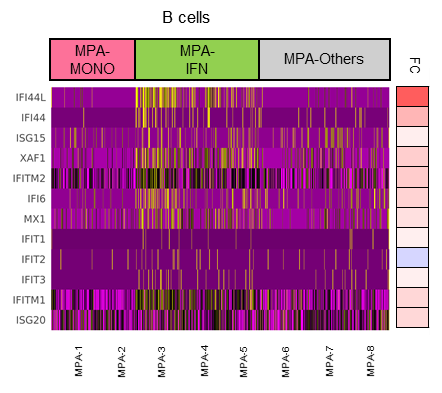 B cells
MPA-
MONO
MPA-
IFN
MPA-Others
FC
IFI44L
IFI44
ISG15
XAF1
IFITM2
IFI6
MX1
IFIT1
IFIT2
IFIT3
IFITM1
ISG20
MPA-1
MPA-2
MPA-3
MPA-4
MPA-5
MPA-6
MPA-7
MPA-8